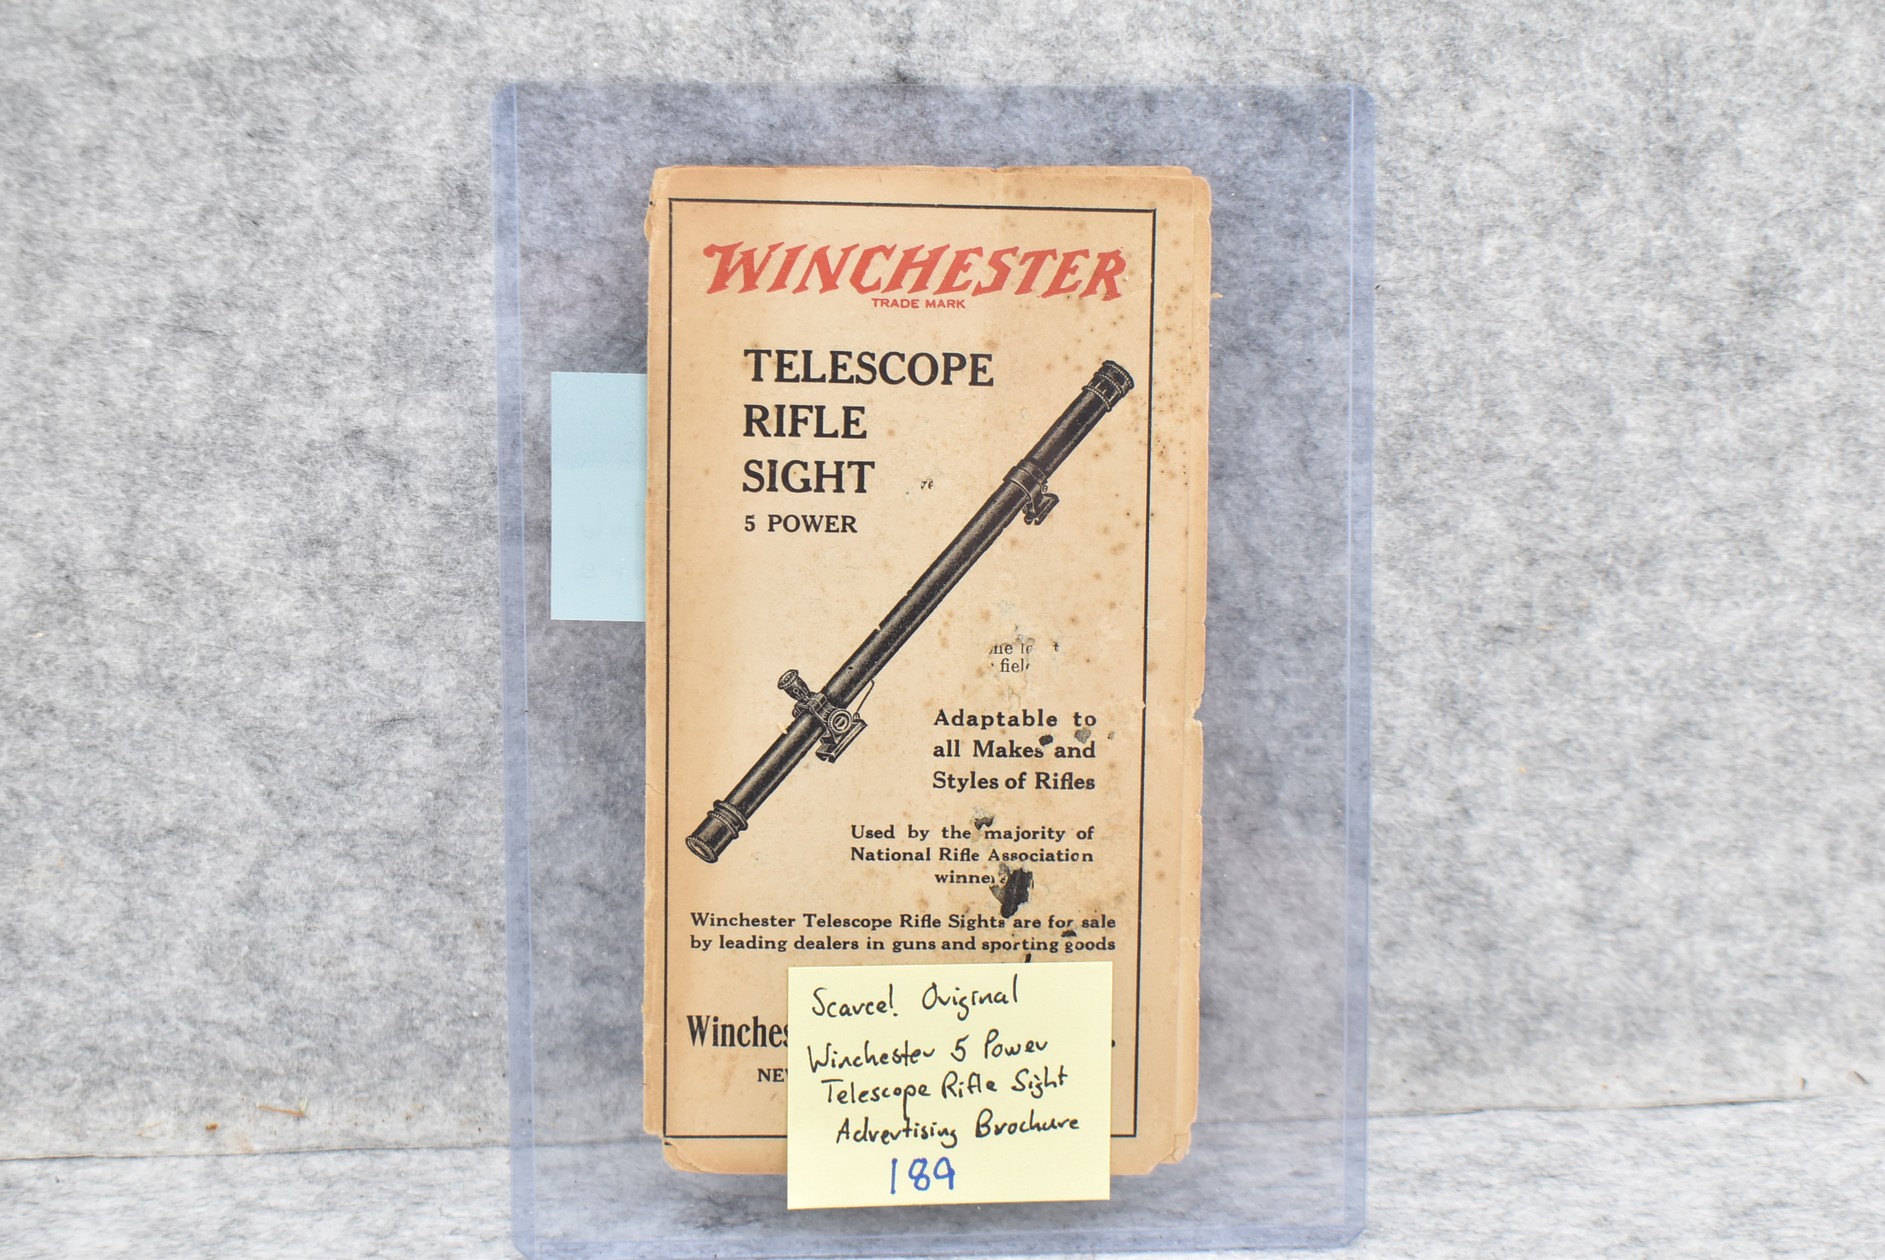 WINCHESTER
TRADE MARK
TELESCOPE
RIFLE
SIGHT
5 POWER
Adaptable to
all Makes and
Styles of Rifles
Used by the majority of
National Rifle Association
Winchester Telescope Rifle Sights are for sale
by leading dealers in guns and sporting goods
Scarce! Original
Winchester 5 Power
Telescope Rifle Sight
Advertising Brochure
189